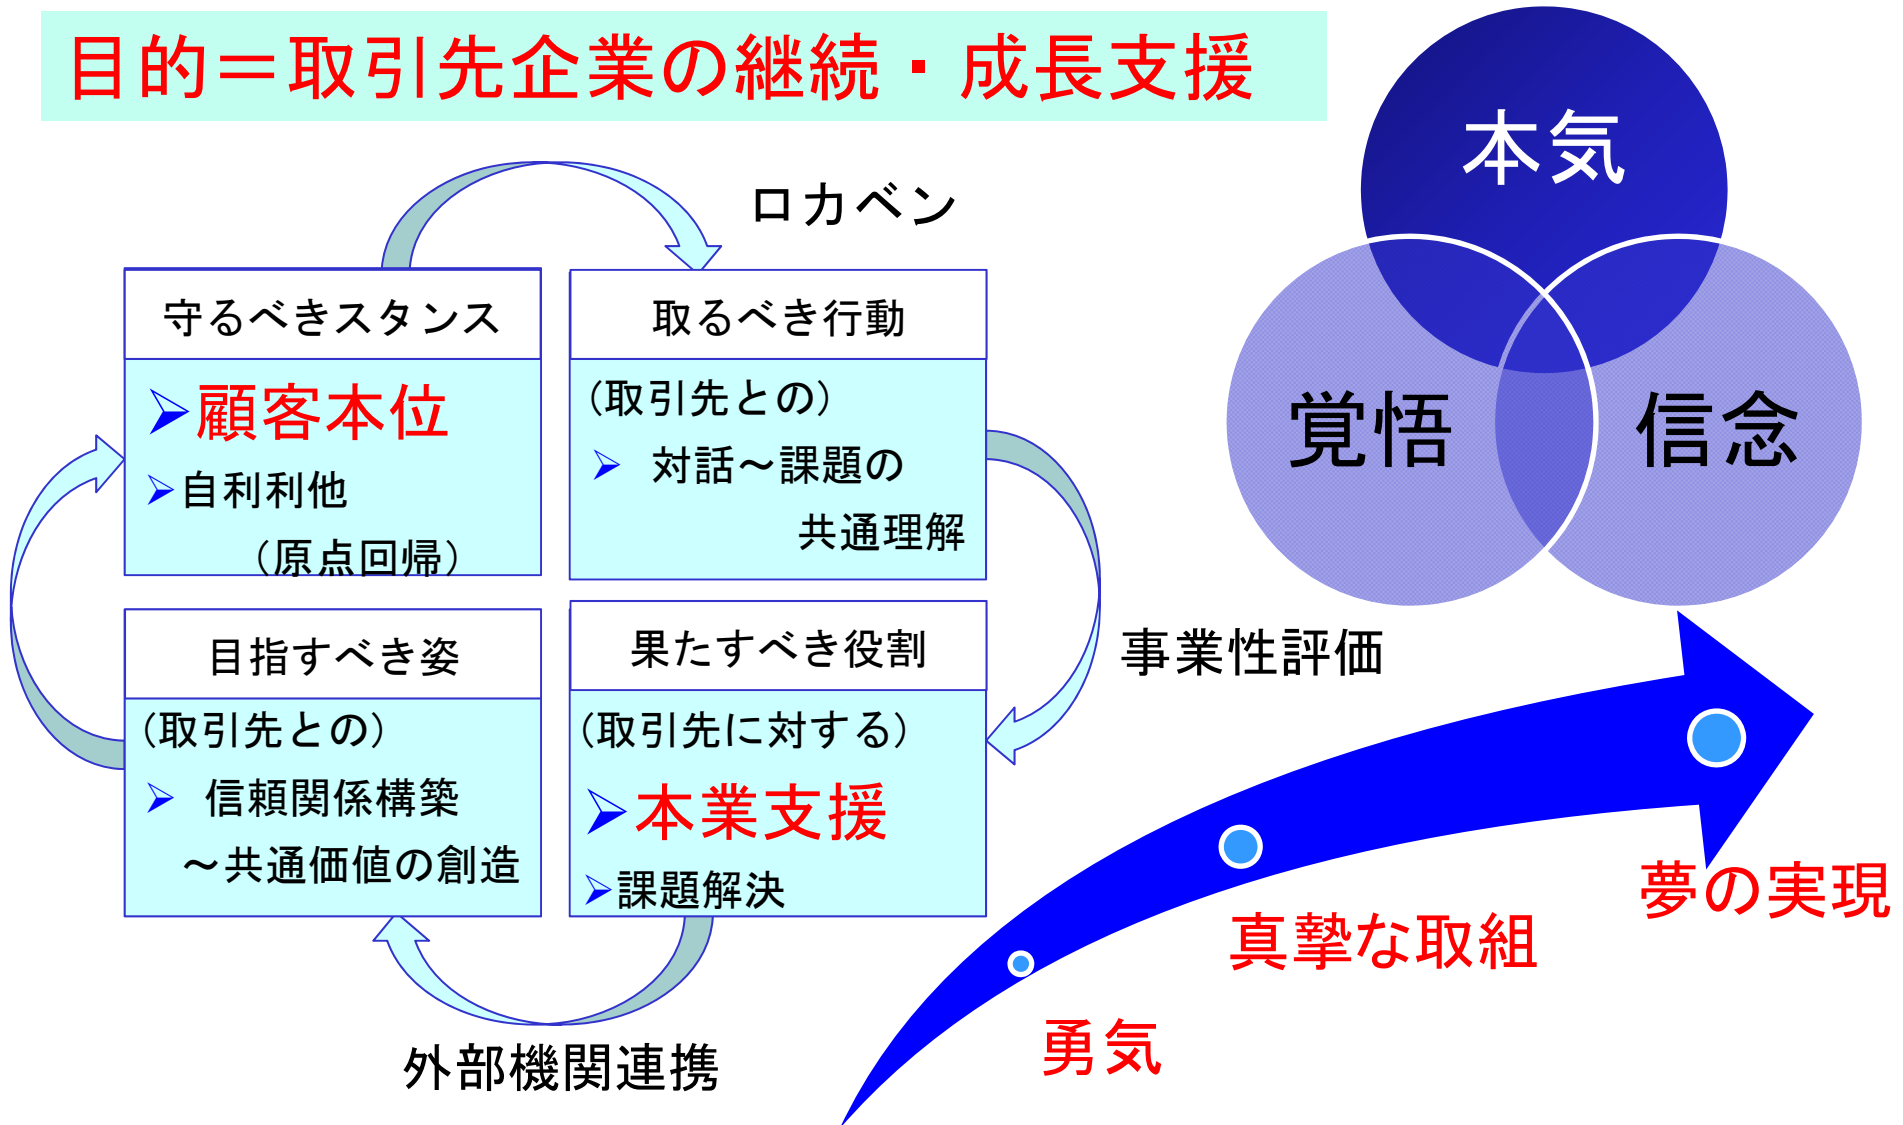 目的＝取引先企業の継続・成長支援
ロカベン
守るべきスタンス
➢顧客本位
➢自利利他
（原点回帰）
取るべき行動
（取引先との）
➢ 対話～課題の
共通理解
目指すべき姿
（取引先との）
➢ 信頼関係構築
～共通価値の創造
果たすべき役割
（取引先に対する）
➢本業支援
➢課題解決
事業性評価
外部機関連携
本気
覚悟
信念
勇気
真摯な取組
夢の実現